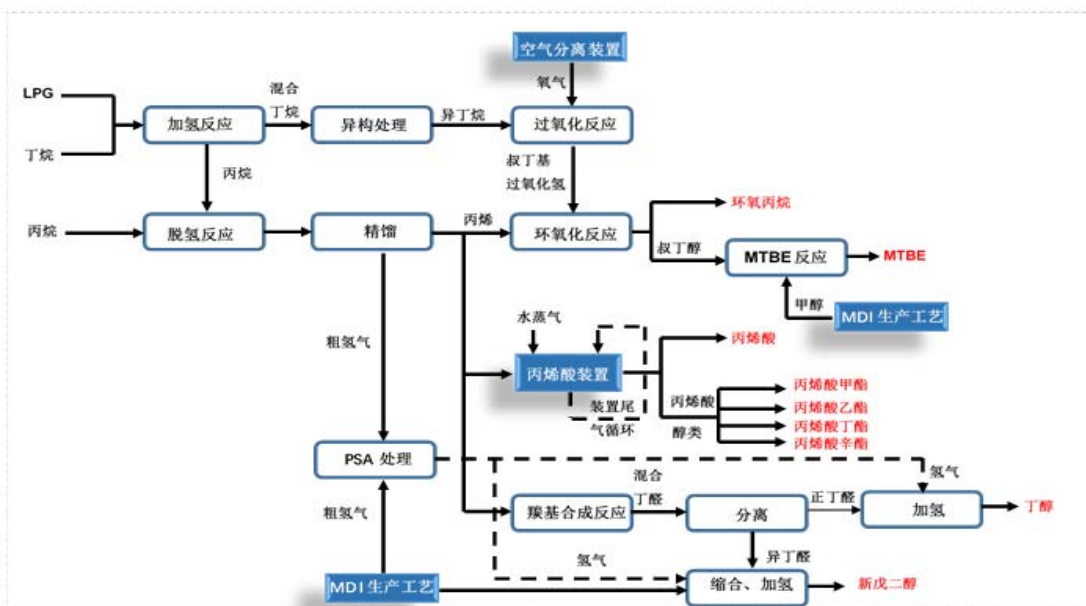 空气分离装置
氧气
LPG
混合
丁烷
加氢反应
异构处理
异丁烷
过氧化反应
丁烷
丙烷
叔丁基
过氧化氢
丙烷
脱氢反应
精馏
丙烯
环氧化反应
环氧丙烷
叔丁醇
MTBE 反应
MTBE
甲醇
MDI 生产工艺
水蒸气
粗氢气
丙烯酸装置
丙烯酸
装置尾
气循环
丙烯酸
醇类
丙烯酸甲酯
丙烯酸乙酯
丙烯酸丁酯
丙烯酸辛酯
PSA 处理
混合
丁醛
氢气
粗氢气
羰基合成反应
分离
正丁醛
加氢
丁醇
氢气
异丁醛
MDI 生产工艺
缩合、加氢
新戊二醇